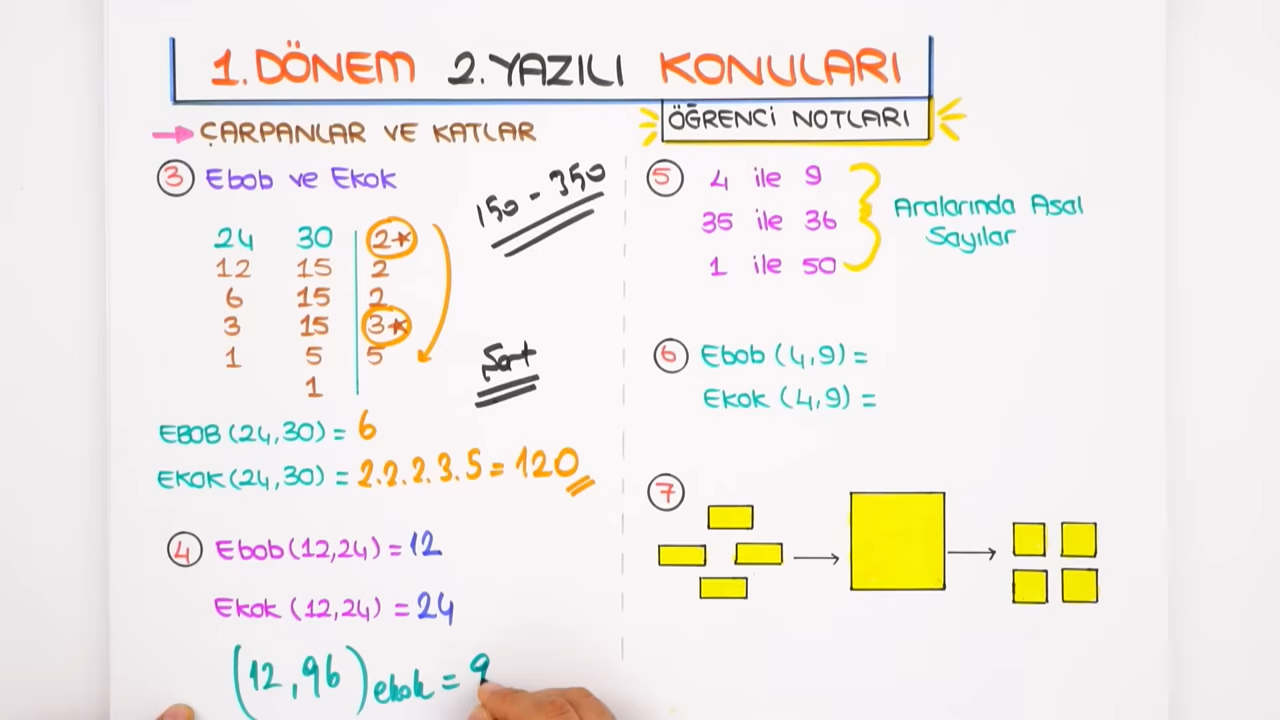 1.DÖNEM 2.YAZILI KONULARI
ÖĞRENCİ NOTLARI
ÇARPANLAR VE KATLAR
3 Ebob ve Ekok
150 - 350
24 30 2*
12 15 2
6 15 2
3 15 3*
1 5 5
1
Şart
EBOB(24,30) = 6
EKOK(24,30) = 2.2.2.3.5 = 120
4 Ebob(12,24) = 12
Ekok(12,24) = 24
(12,96)ekok = 9
5 4 ile 9
35 ile 36
1 ile 50
Aralarında Asal
Sayılar
6 Ebob(4,9) =
Ekok(4,9) =
7